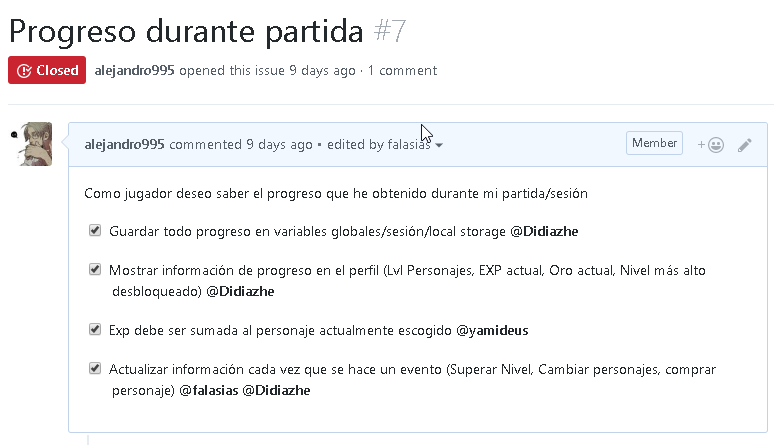 Progreso durante partida #7
Closed alejandro995 opened this issue 9 days ago · 1 comment
alejandro995 commented 9 days ago • edited by falasias Member
Como jugador deseo saber el progreso que he obtenido durante mi partida/sesión
Guardar todo progreso en variables globales/sesión/local storage @Didiazhe
Mostrar información de progreso en el perfil (Lvl Personajes, EXP actual, Oro actual, Nivel más alto
desbloqueado) @Didiazhe
Exp debe ser sumada al personaje actualmente escogido @yamideus
Actualizar información cada vez que se hace un evento (Superar Nivel, Cambiar personajes, comprar
personaje) @falasias @Didiazhe